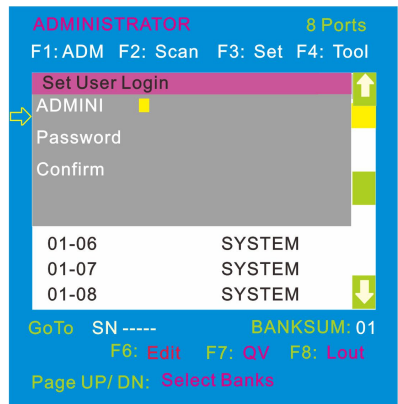 ADMINISTRATOR 8 Ports
F1: ADM F2: Scan F3: Set F4: Tool
Set User Login
ADMINI
Password
Confirm
01-06 SYSTEM
01-07 SYSTEM
01-08 SYSTEM
GoTo SN ----- BANKSUM: 01
F6: Edit F7: QV F8: Lout
Page UP/ DN: Select Banks